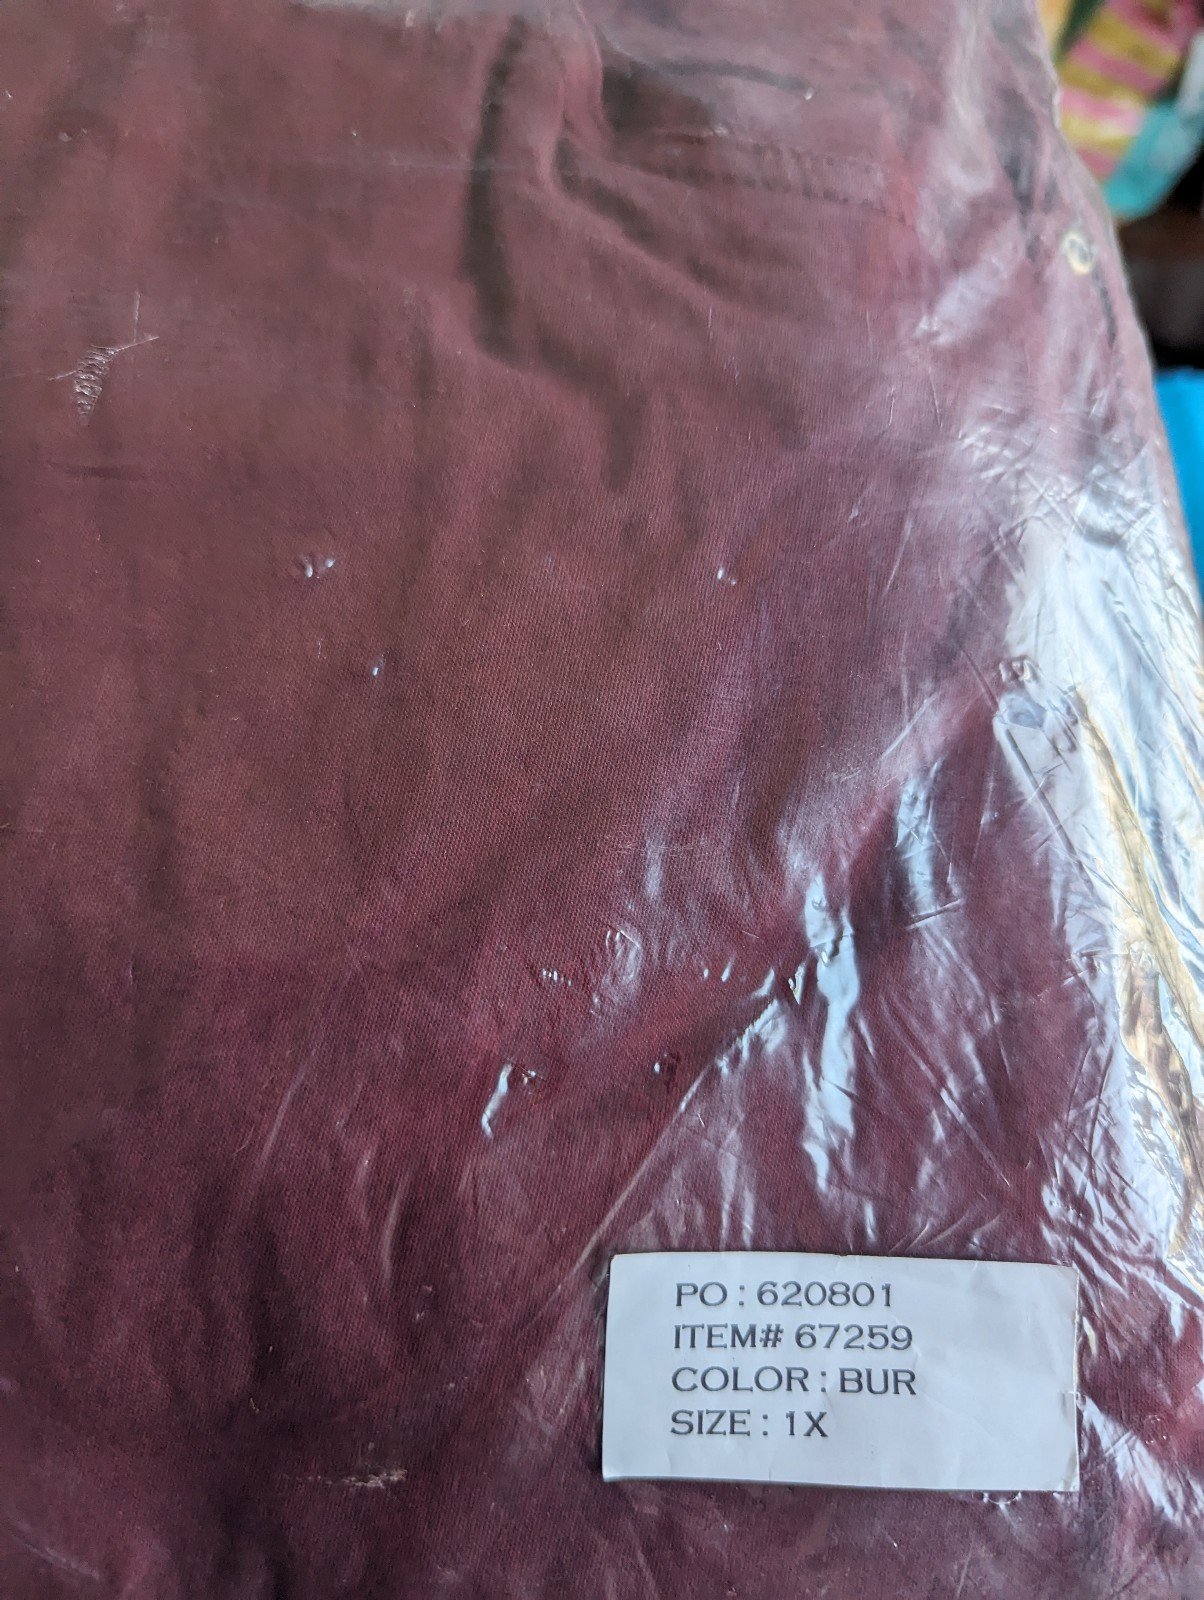 PO : 620801
ITEM# 67259
COLOR : BUR
SIZE : 1X